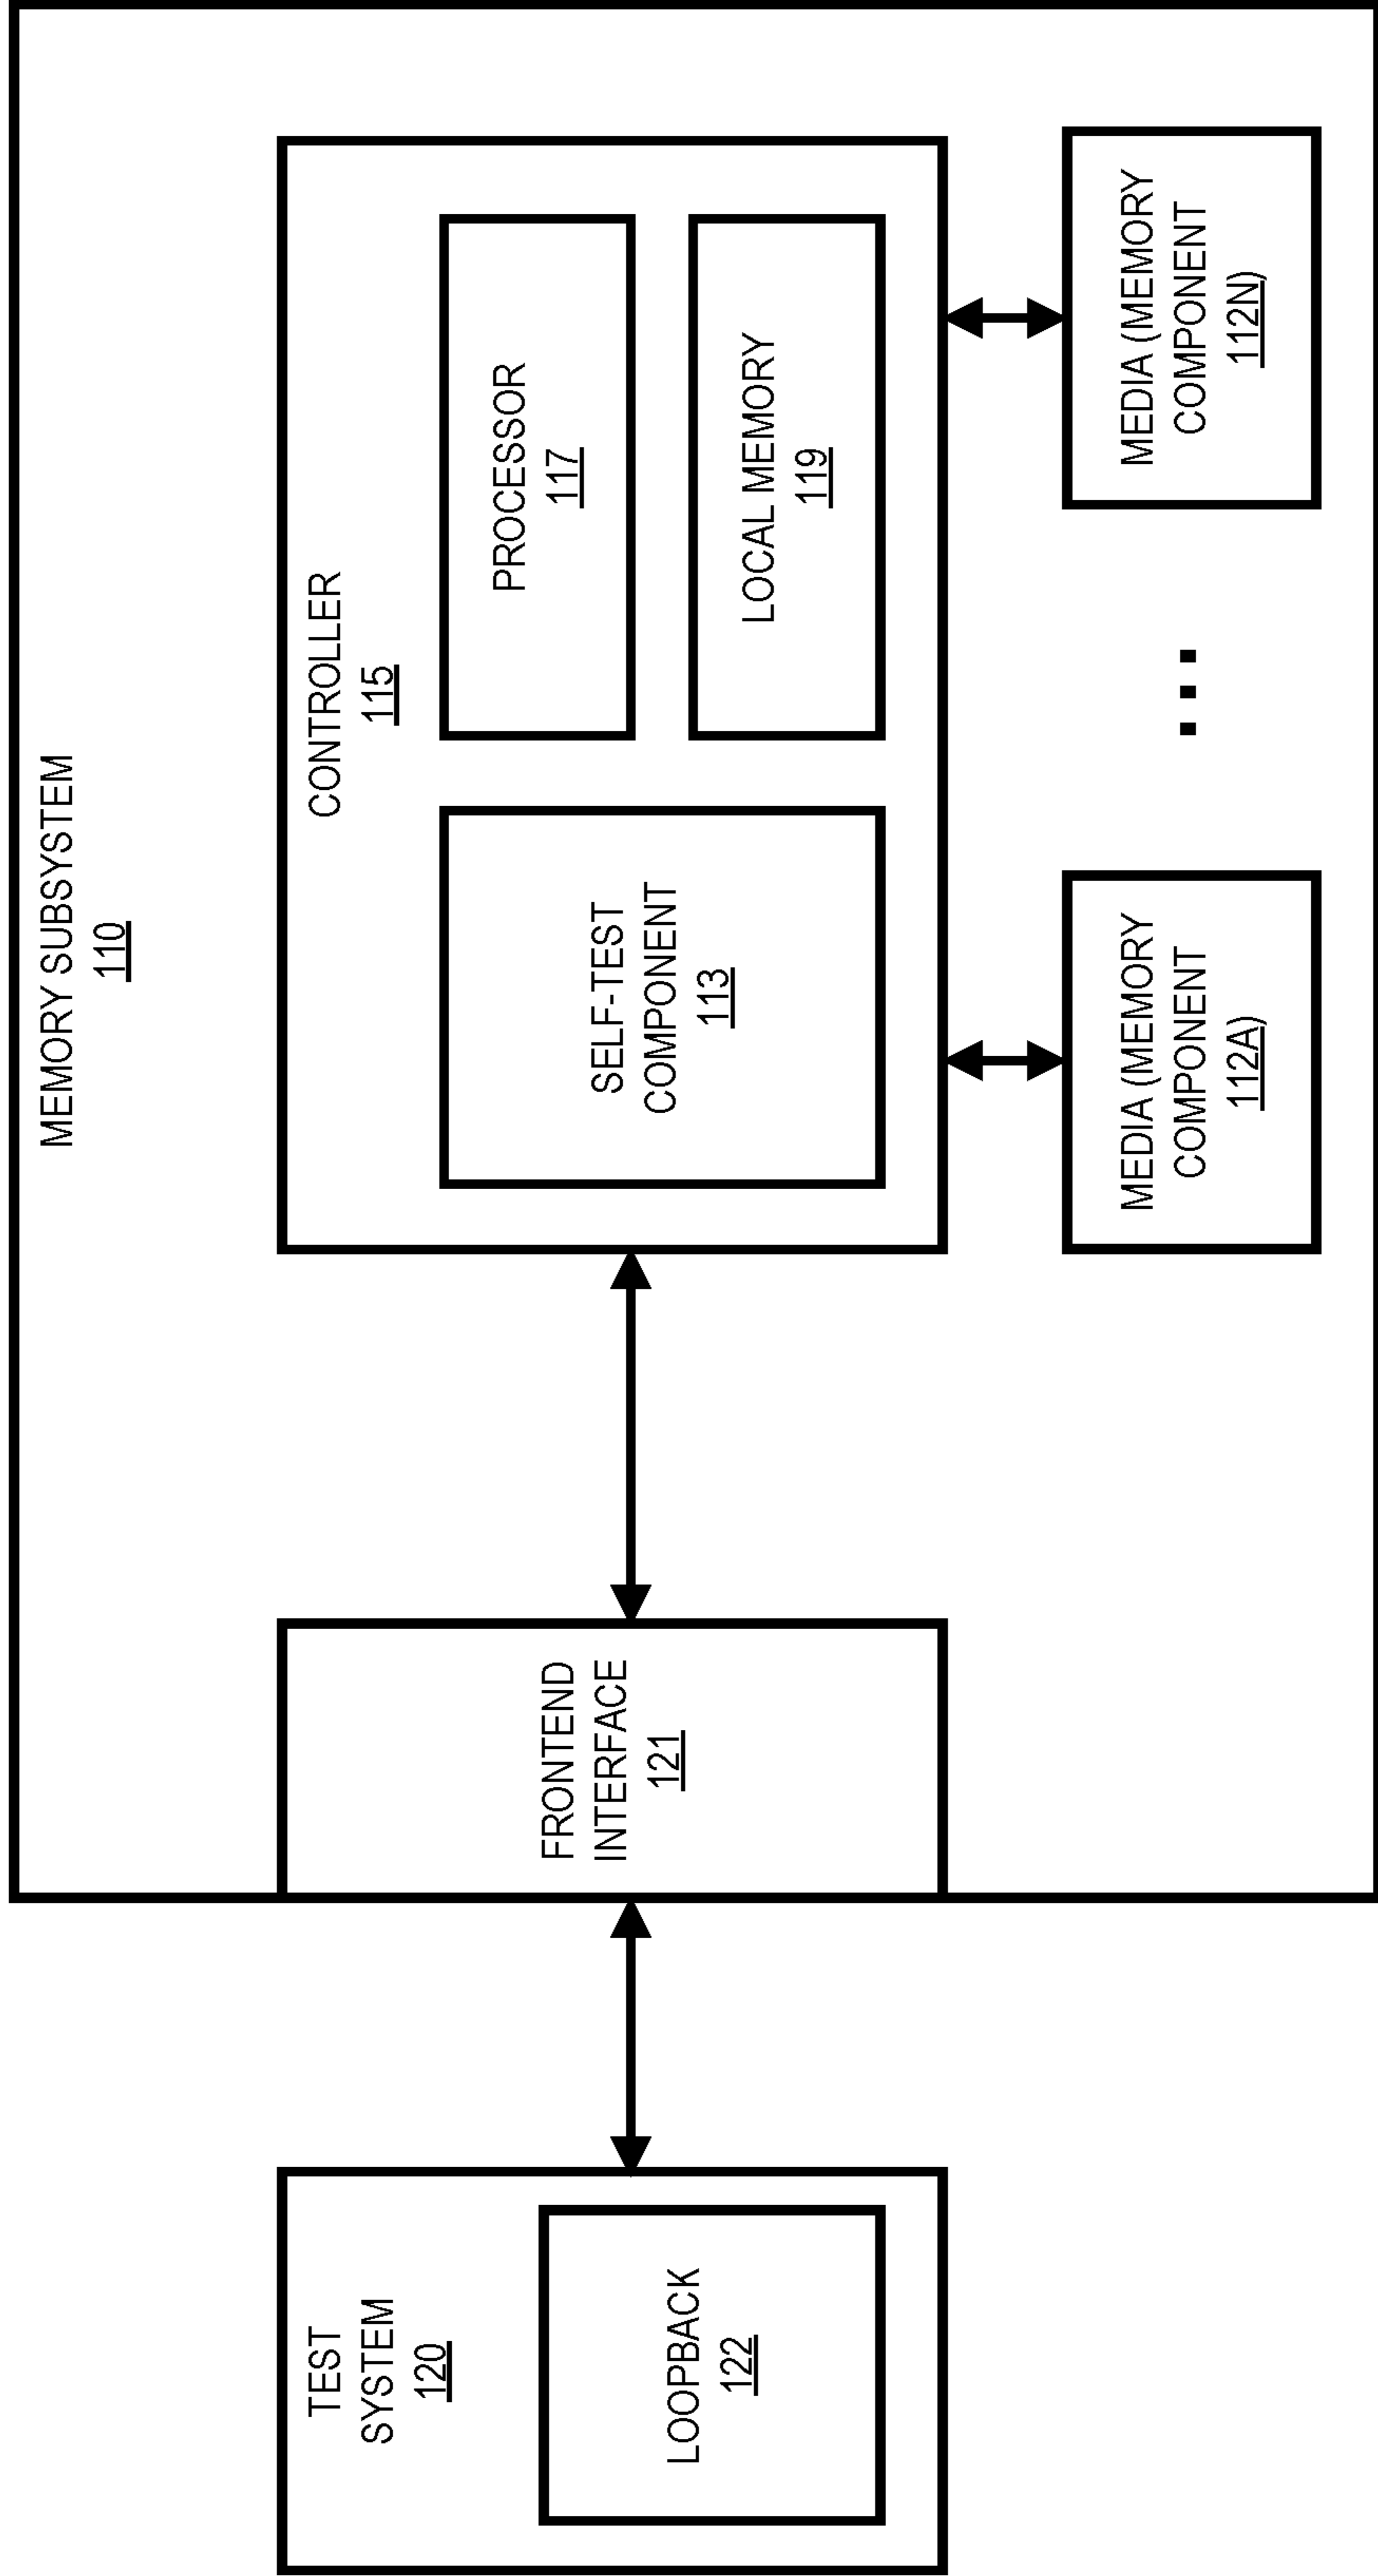 MEMORY SUBSYSTEM
110
TEST
SYSTEM
120
LOOPBACK
122
FRONTEND
INTERFACE
121
CONTROLLER
115
SELF-TEST
COMPONENT
113
PROCESSOR
117
LOCAL MEMORY
119
MEDIA (MEMORY
COMPONENT
112A)
MEDIA (MEMORY
COMPONENT
112N)